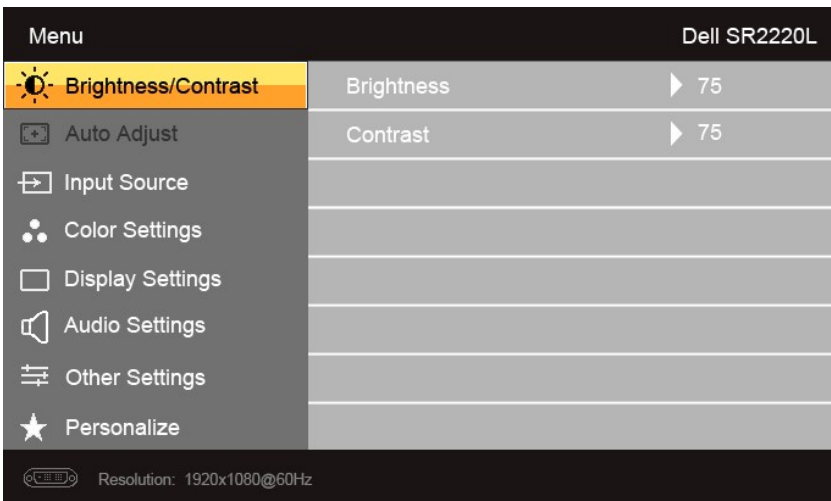 Menu Dell SR2220L
Brightness/Contrast Brightness 75
Auto Adjust Contrast 75
Input Source
Color Settings
Display Settings
Audio Settings
Other Settings
Personalize
Resolution: 1920x1080@60Hz